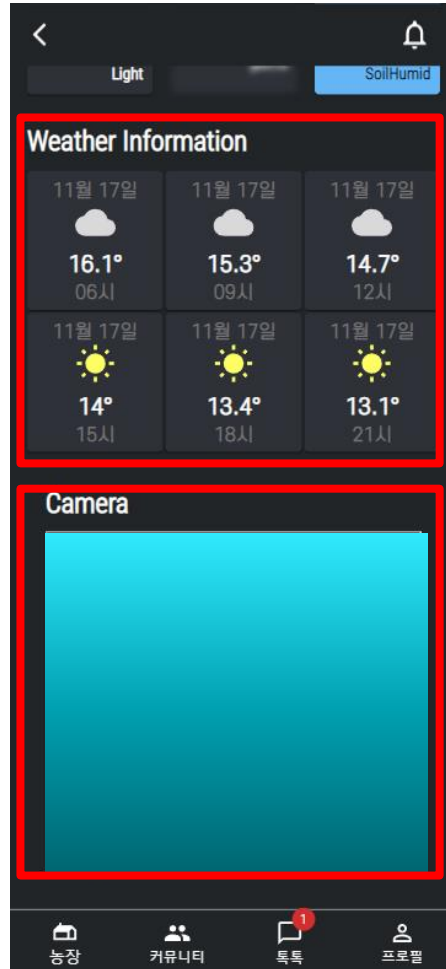 Light
SoilHumid
Weather Information
11월 17일 11월 17일 11월 17일
16.1° 15.3° 14.7°
06시 09시 12시
11월 17일 11월 17일 11월 17일
14° 13.4° 13.1°
15시 18시 21시
Camera
1
농장 커뮤니티 톡톡 프로필